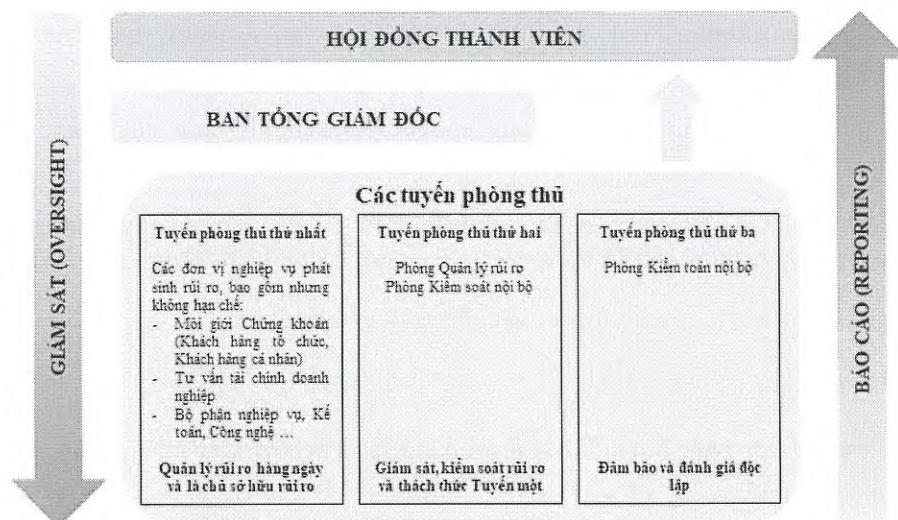 HỘI ĐỒNG THÀNH VIÊN
BAN TỔNG GIÁM ĐỐC
GIÁM SÁT (OVERSIGHT)
BÁO CÁO (REPORTING)
Các tuyến phòng thủ
Tuyến phòng thủ thứ nhất
Các đơn vị nghiệp vụ phát
sinh rủi ro, bao gồm nhưng
không hạn chế:
- Môi giới Chứng khoán
(Khách hàng tổ chức,
Khách hàng cá nhân)
- Tư vấn tài chính doanh
nghiệp
- Bộ phận nghiệp vụ, Kế
toán, Công nghệ ...
Quản lý rủi ro hàng ngày
và là chủ sở hữu rủi ro
Tuyến phòng thủ thứ hai
Phòng Quản lý rủi ro
Phòng Kiểm soát nội bộ
Giám sát, kiểm soát rủi ro
và thách thức Tuyến một
Tuyến phòng thủ thứ ba
Phòng Kiểm toán nội bộ
Đảm bảo và đánh giá độc
lập